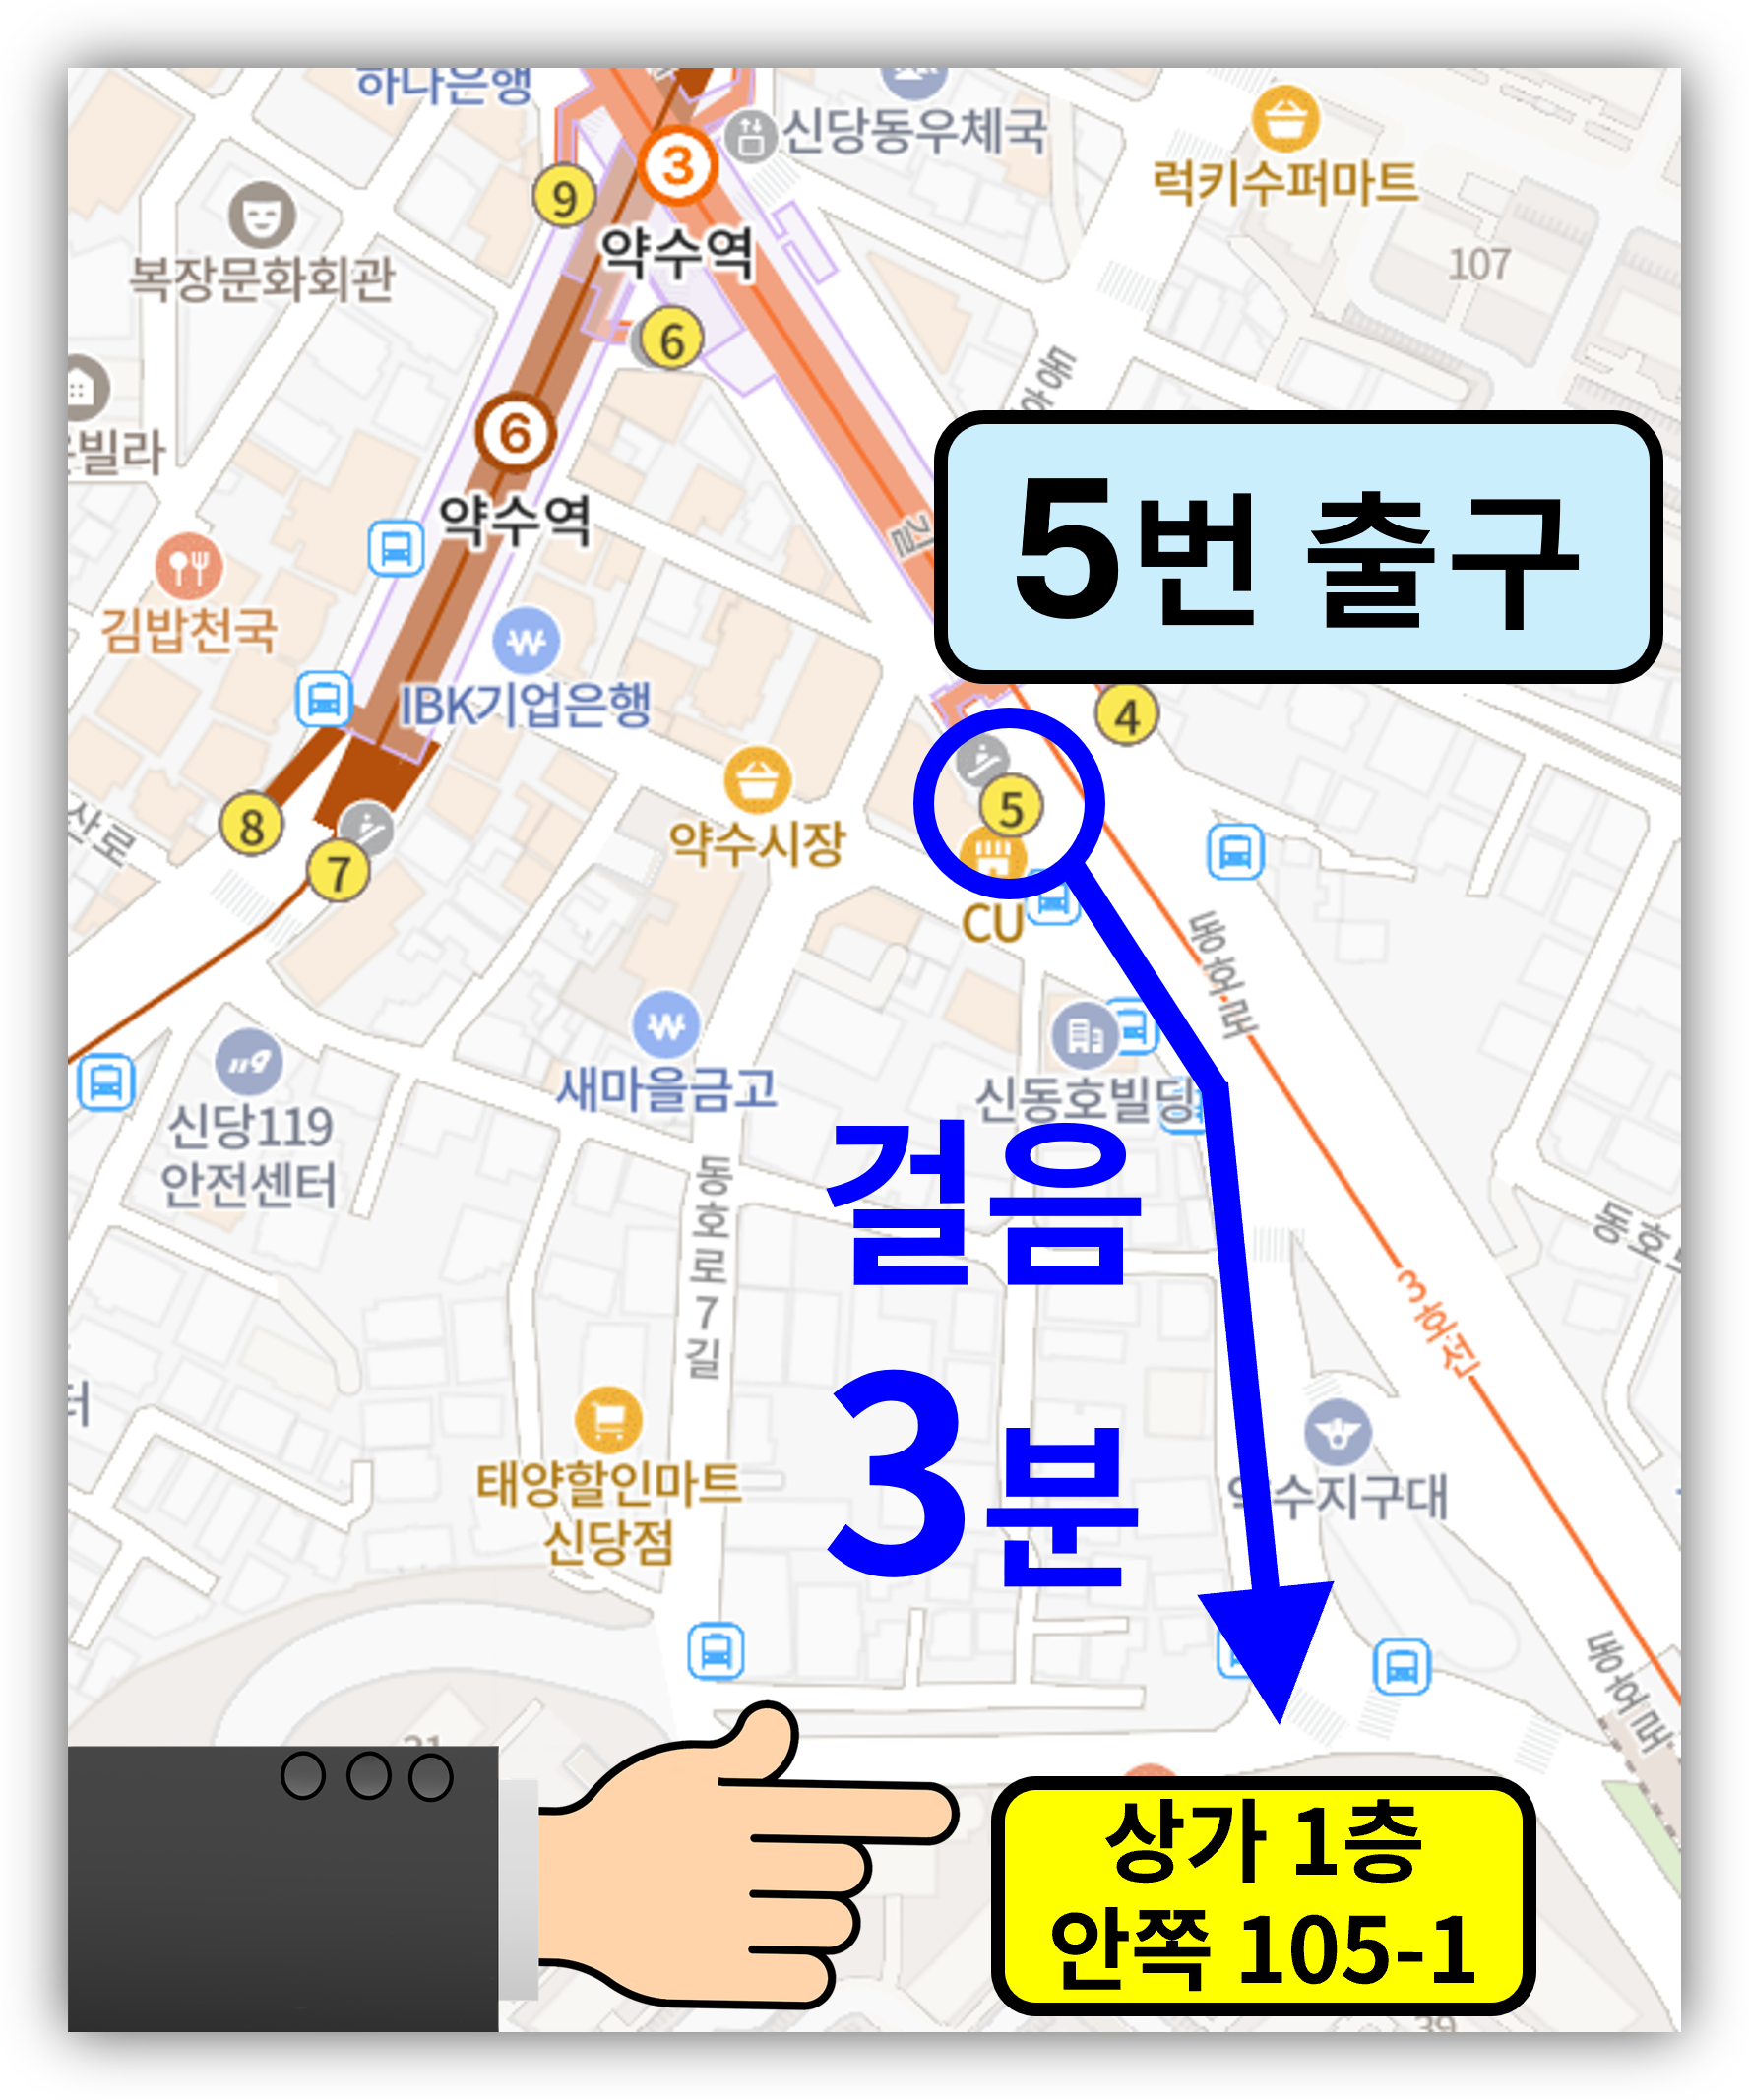 하나은행
신당동우체국
럭키수퍼마트
3
9
약수역
복장문화회관
107
6
6
약수역
빌라
김밥천국
길
5번 출구
IBK기업은행
4
5
8
7
약수시장
CU
산로
동호로
새마을금고
신동호빌딩
신당119
안전센터
걸음
3분
동호로7길
동호
3호선
터
태양할인마트
신당점
약수지구대
동호로
31
상가 1층
안쪽 105-1
39